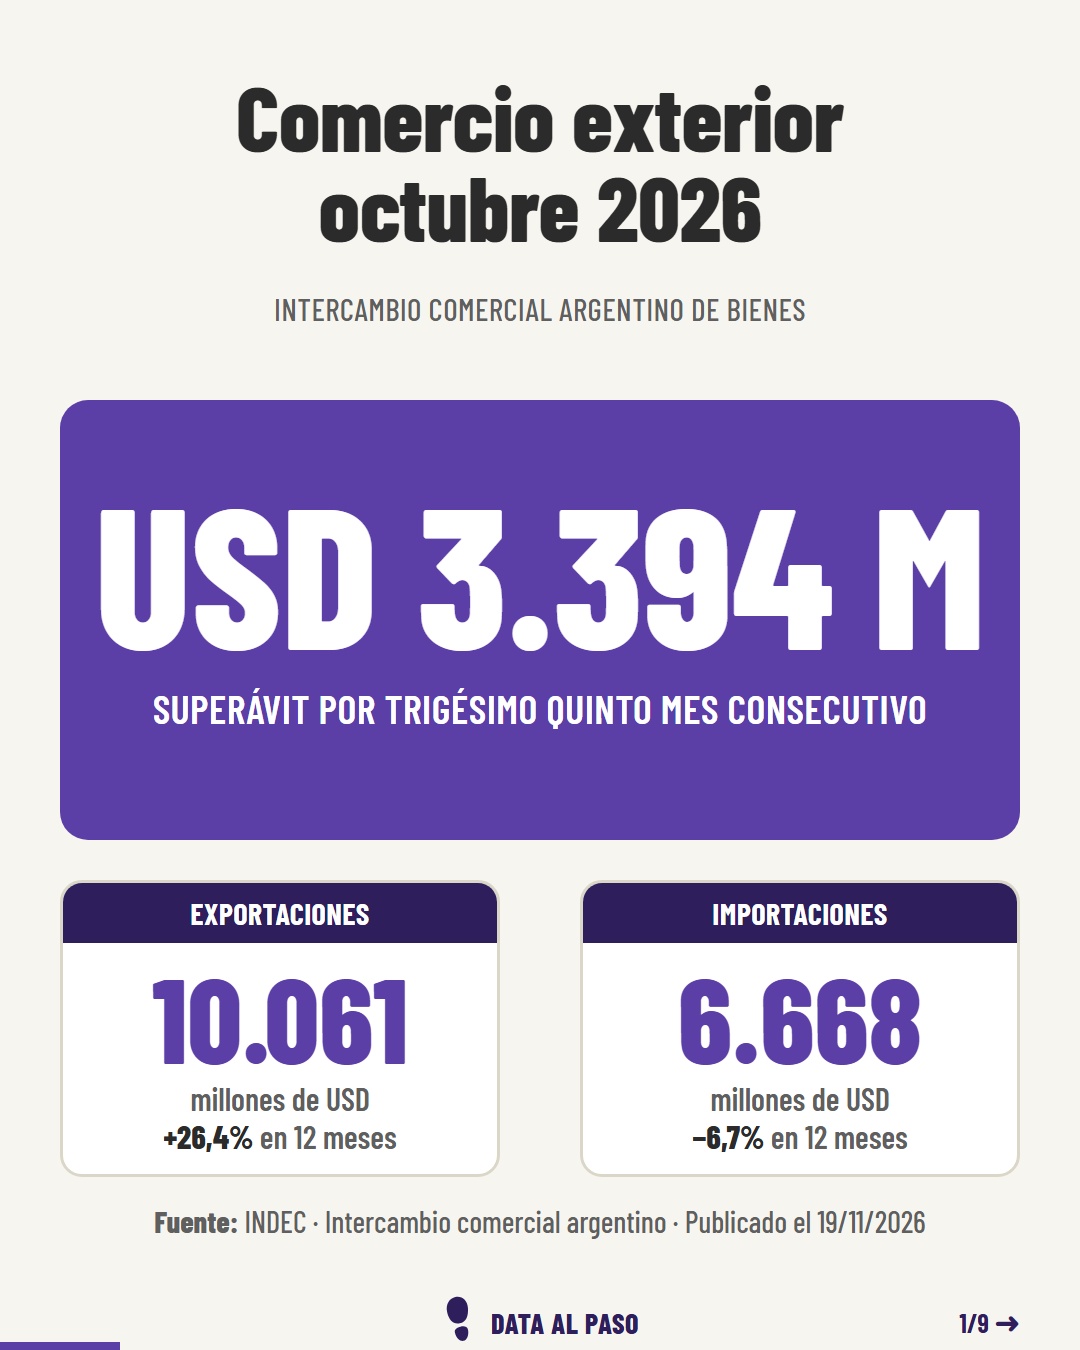 Comercio exterior
octubre 2026
INTERCAMBIO COMERCIAL ARGENTINO DE BIENES
USD 3.394 M
SUPERÁVIT POR TRIGÉSIMO QUINTO MES CONSECUTIVO
EXPORTACIONES
10.061
millones de USD
+26,4% en 12 meses
IMPORTACIONES
6.668
millones de USD
−6,7% en 12 meses
Fuente: INDEC · Intercambio comercial argentino · Publicado el 19/11/2026
DATA AL PASO
1/9 →